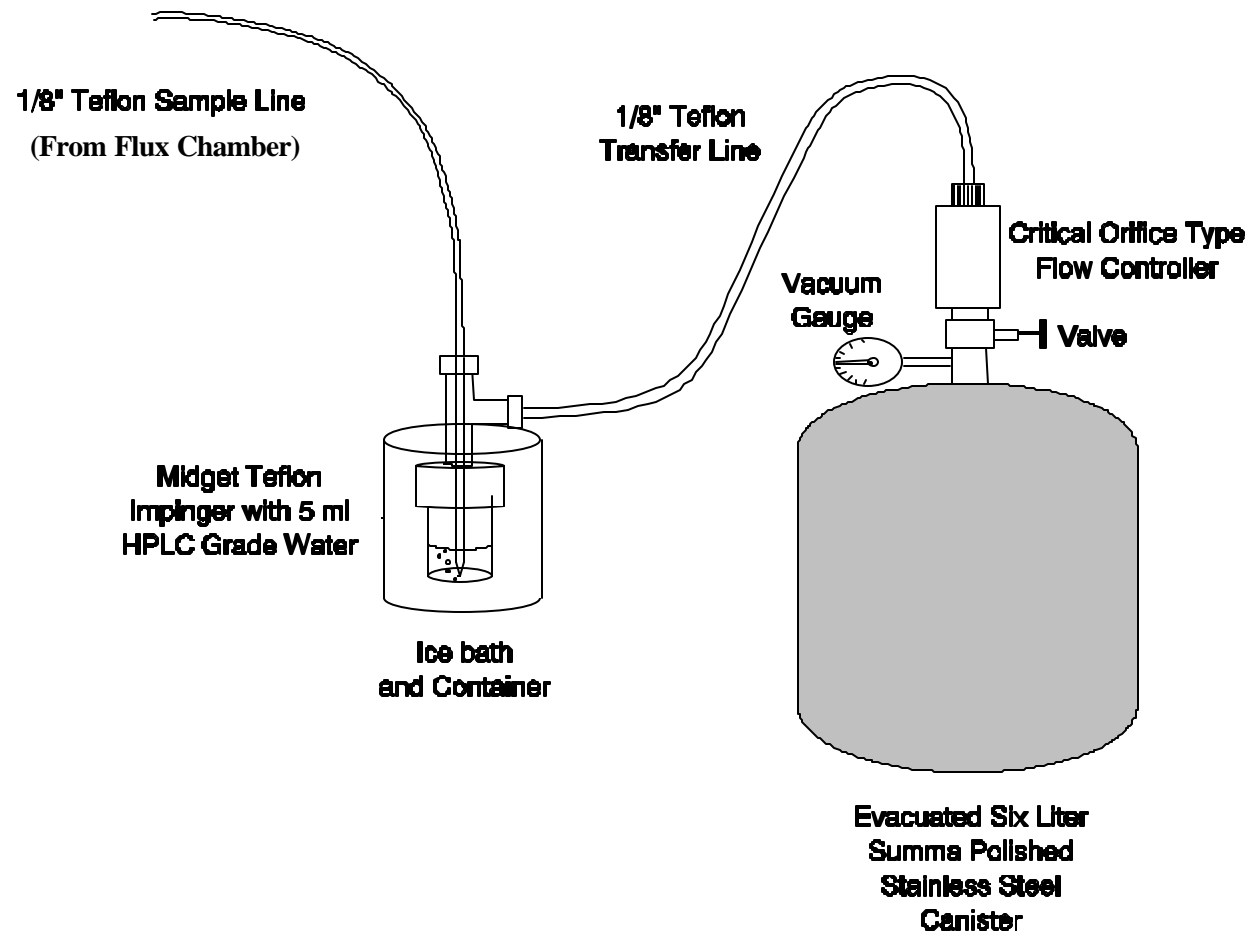 1/8" Teflon Sample Line
(From Flux Chamber)
1/8" Teflon
Transfer Line
Critical Orifice Type
Flow Controller
Vacuum
Gauge
Valve
Midget Teflon
Impinger with 5 ml
HPLC Grade Water
Ice bath
and Container
Evacuated Six Liter
Summa Polished
Stainless Steel
Canister